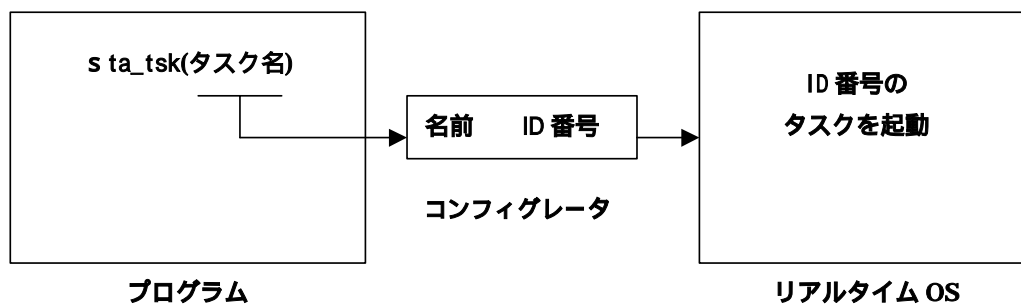 sta_tsk(タスク名)
名前 ID 番号
コンフィグレータ
プログラム
ID 番号の
タスクを起動
リアルタイム OS